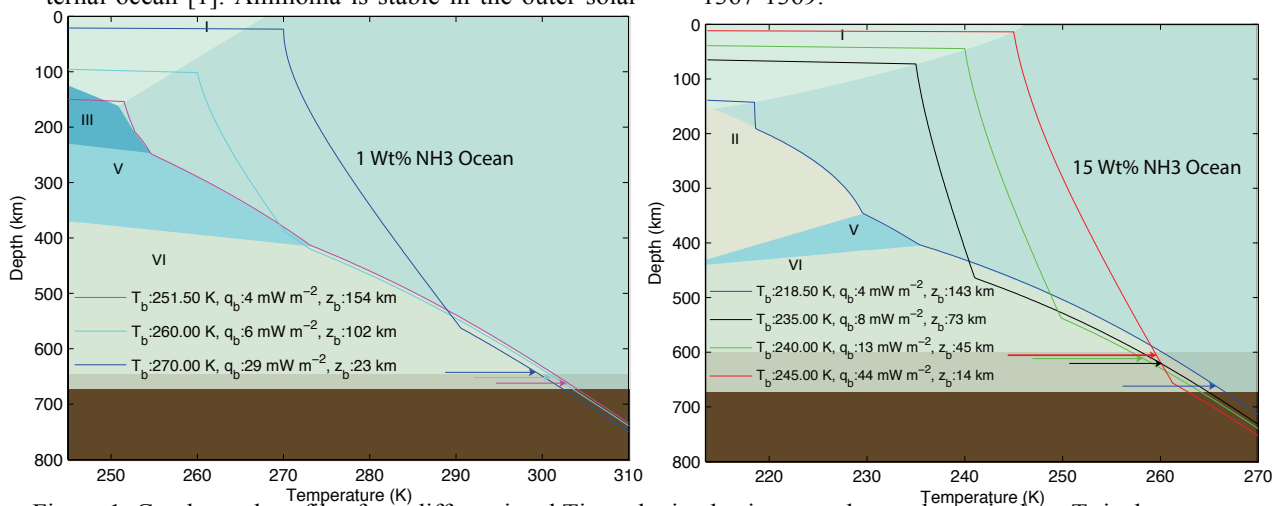 ternal ocean [1]. Ammonia is stable in the outer solar
1307-1309.
0
100
200
300
400
500
600
700
800
Depth (km)
I
III
V
VI
1 Wt% NH3 Ocean
T_b:251.50 K, q_b:4 mW m^−2, z_b:154 km
T_b:260.00 K, q_b:6 mW m^−2, z_b:102 km
T_b:270.00 K, q_b:29 mW m^−2, z_b:23 km
250 260 270 280 290 300 310
Temperature (K)
0
100
200
300
400
500
600
700
800
Depth (km)
I
II
V
VI
15 Wt% NH3 Ocean
T_b:218.50 K, q_b:4 mW m^−2, z_b:143 km
T_b:235.00 K, q_b:8 mW m^−2, z_b:73 km
T_b:240.00 K, q_b:13 mW m^−2, z_b:45 km
T_b:245.00 K, q_b:44 mW m^−2, z_b:14 km
220 230 240 250 260 270
Temperature (K)